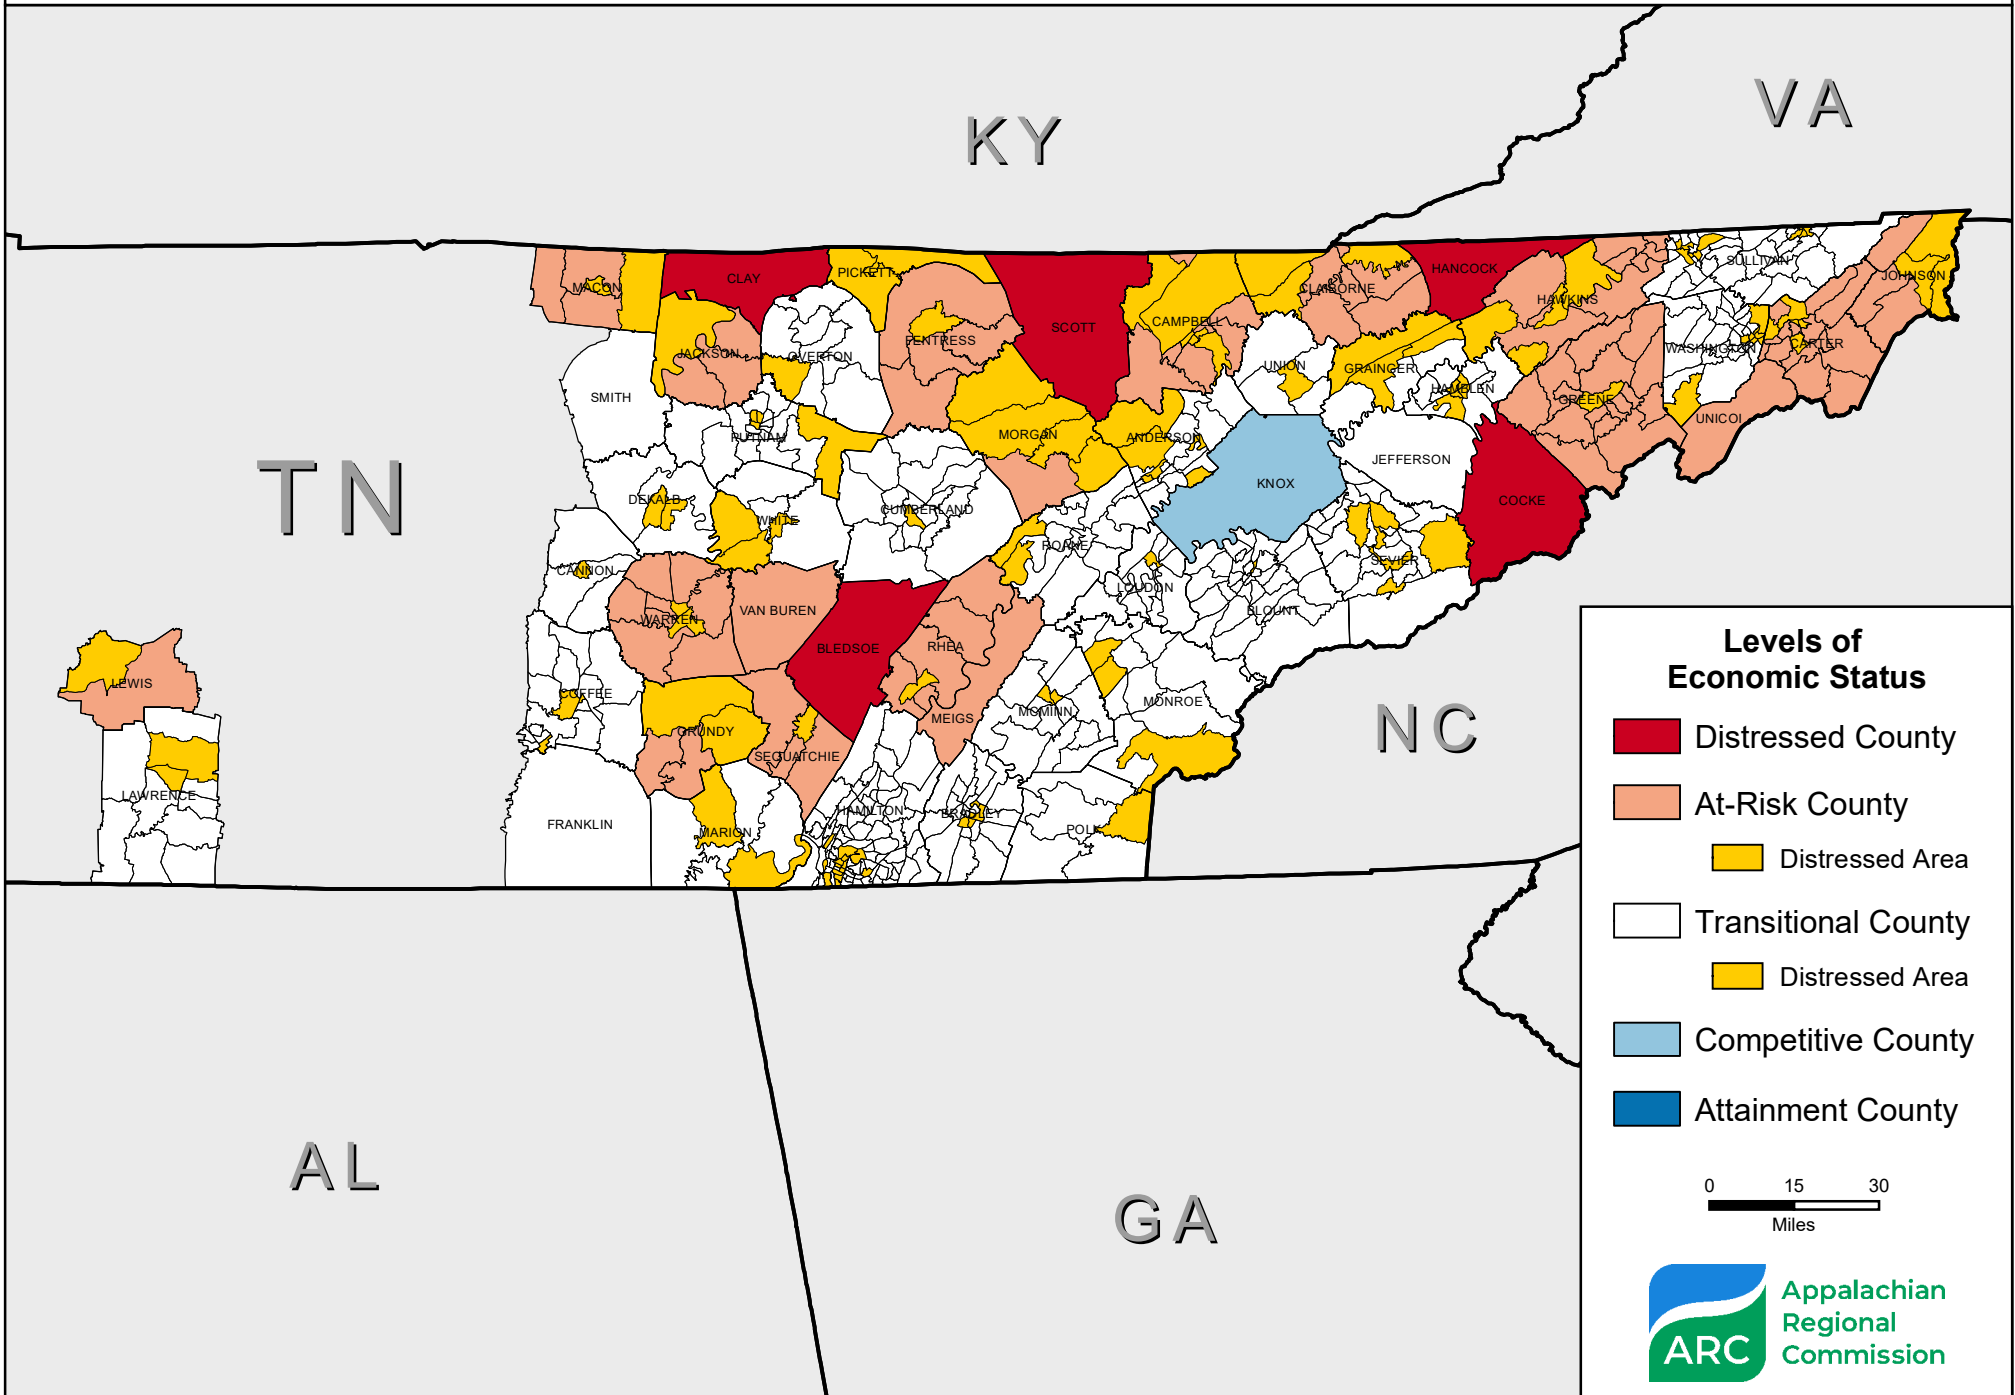 VA
KY
TN
NC
AL
GA
CLAY
PICKETT
HANCOCK
SULLIVAN
JOHNSON
MACON
CLAIBORNE
HAWKINS
SCOTT
CAMPBELL
JACKSON
OVERTON
FENTRESS
WASHINGTON
CARTER
UNION
GRAINGER
HAMBLEN
SMITH
GREENE
UNICOI
PUTNAM
MORGAN
ANDERSON
JEFFERSON
KNOX
COCKE
DEKALB
WHITE
CUMBERLAND
ROANE
SEVIER
CANNON
LOUDON
BLOUNT
WARREN
VAN BUREN
BLEDSOE
RHEA
LEWIS
COFFEE
MONROE
MCMINN
MEIGS
GRUNDY
SEQUATCHIE
LAWRENCE
HAMILTON
BRADLEY
FRANKLIN
MARION
POLK
Levels of
Economic Status
Distressed County
At-Risk County
Distressed Area
Transitional County
Distressed Area
Competitive County
Attainment County
0 15 30
Miles
ARC
Appalachian
Regional
Commission